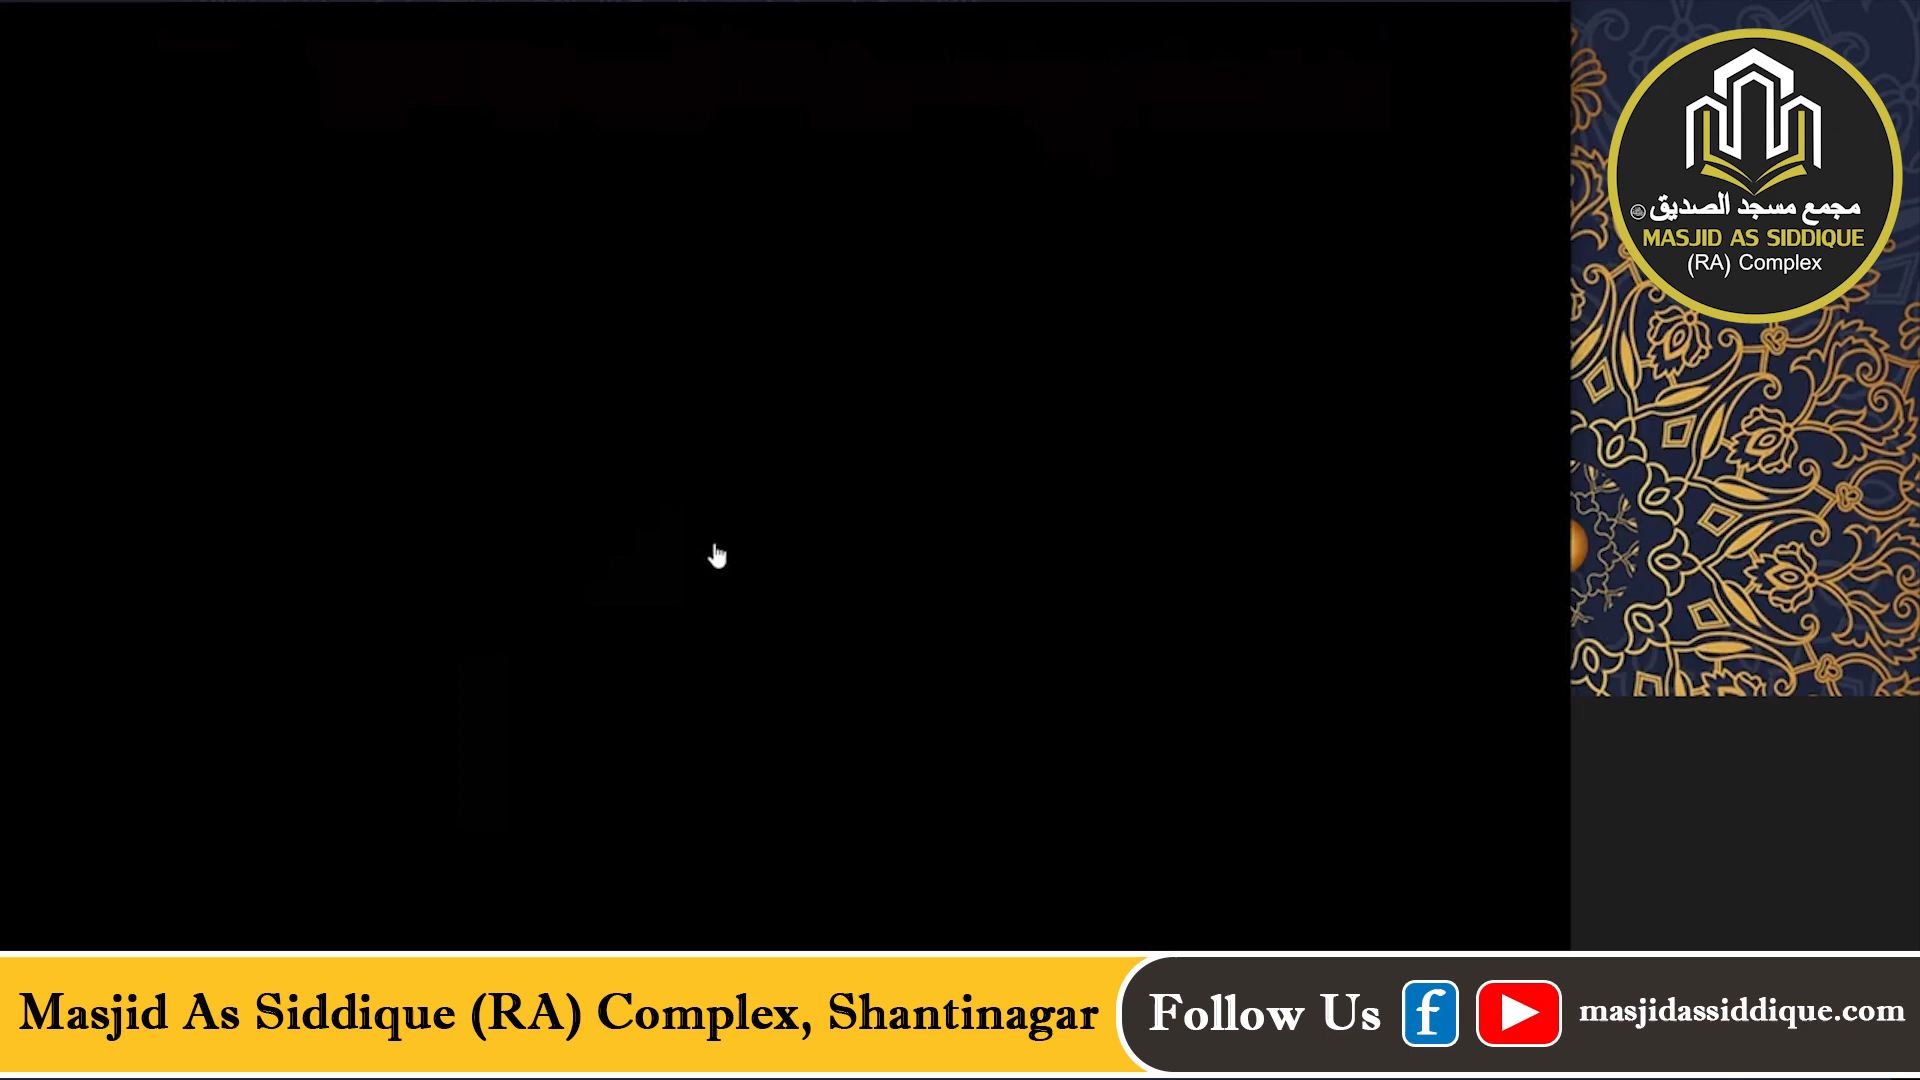 مجمع مسجد الصديق
MASJID AS SIDDIQUE
(RA) Complex
Masjid As Siddique (RA) Complex, Shantinagar
Follow Us
masjidassiddique.com